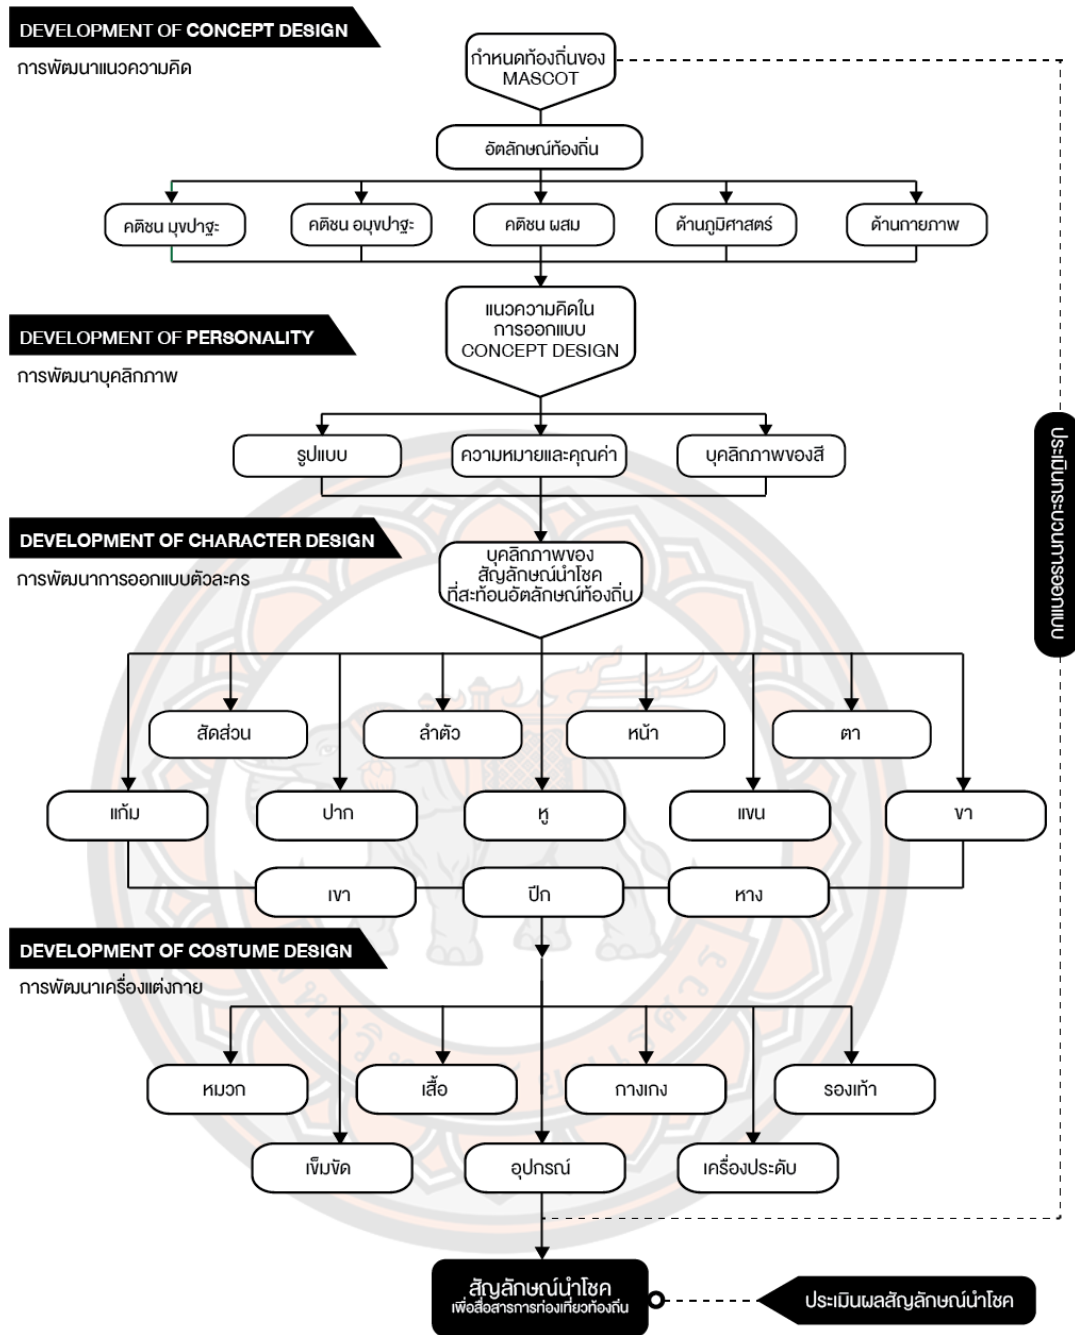 DEVELOPMENT OF CONCEPT DESIGN
การพัฒนาแนวความคิด
กำหนดท้องถิ่นของ
MASCOT
อัตลักษณ์ท้องถิ่น
คติชน มุขปาฐะ
คติชน อมุขปาฐะ
คติชน ผสม
ด้านภูมิศาสตร์
ด้านกายภาพ
แนวความคิดใน
การออกแบบ
CONCEPT DESIGN
DEVELOPMENT OF PERSONALITY
การพัฒนาบุคลิกภาพ
รูปแบบ
ความหมายและคุณค่า
บุคลิกภาพของสี
ประเมินกระบวนการออกแบบ
DEVELOPMENT OF CHARACTER DESIGN
การพัฒนาการออกแบบตัวละคร
บุคลิกภาพของ
สัญลักษณ์นำโชค
ที่สะท้อนอัตลักษณ์ท้องถิ่น
สัดส่วน
ลำตัว
หน้า
ตา
แก้ม
ปาก
หู
แขน
ขา
เขา
ปีก
หาง
DEVELOPMENT OF COSTUME DESIGN
การพัฒนาเครื่องแต่งกาย
หมวก
เสื้อ
กางเกง
รองเท้า
เข็มขัด
อุปกรณ์
เครื่องประดับ
สัญลักษณ์นำโชค
เพื่อสื่อสารการท่องเที่ยวท้องถิ่น
ประเมินผลสัญลักษณ์นำโชค